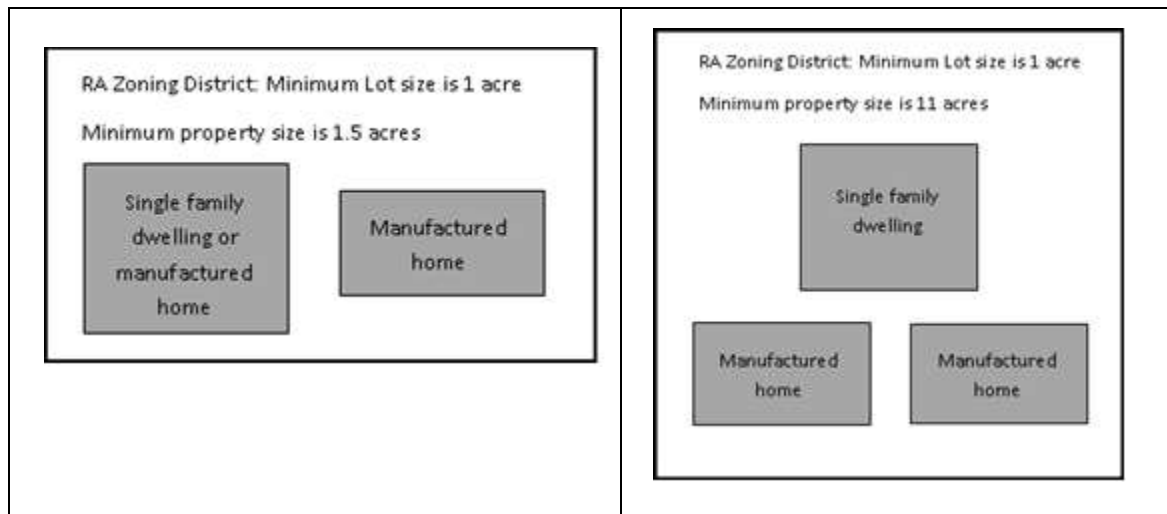 RA Zoning District: Minimum Lot size is 1 acre
Minimum property size is 1.5 acres
Single family
dwelling or
manufactured
home
Manufactured
home
RA Zoning District: Minimum Lot size is 1 acre
Minimum property size is 11 acres
Single family
dwelling
Manufactured
home
Manufactured
home